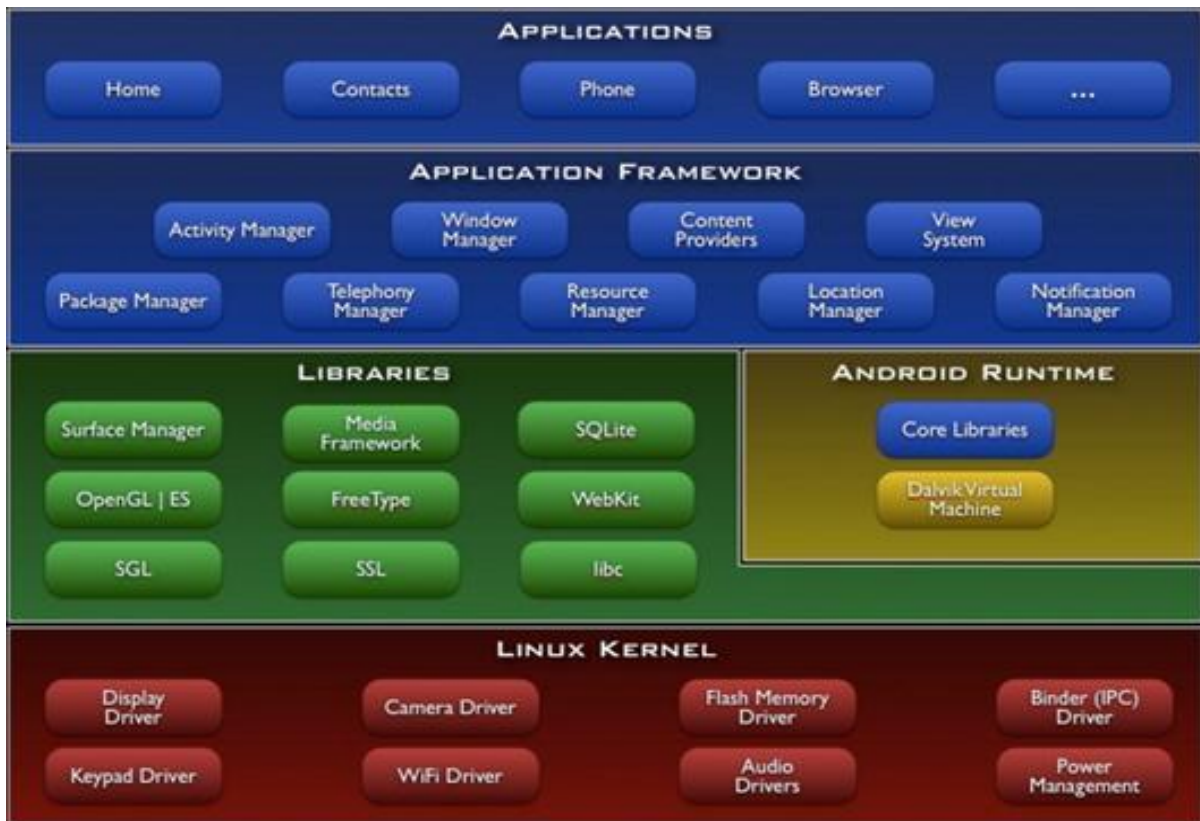 APPLICATIONS
Home
Contacts
Phone
Browser
...
APPLICATION FRAMEWORK
Activity Manager
Window
Manager
Content
Providers
View
System
Package Manager
Telephony
Manager
Resource
Manager
Location
Manager
Notification
Manager
LIBRARIES
Surface Manager
Media
Framework
SQLite
OpenGL | ES
FreeType
WebKit
SGL
SSL
libc
ANDROID RUNTIME
Core Libraries
Dalvik Virtual
Machine
LINUX KERNEL
Display
Driver
Camera Driver
Flash Memory
Driver
Binder (IPC)
Driver
Keypad Driver
WiFi Driver
Audio
Drivers
Power
Management